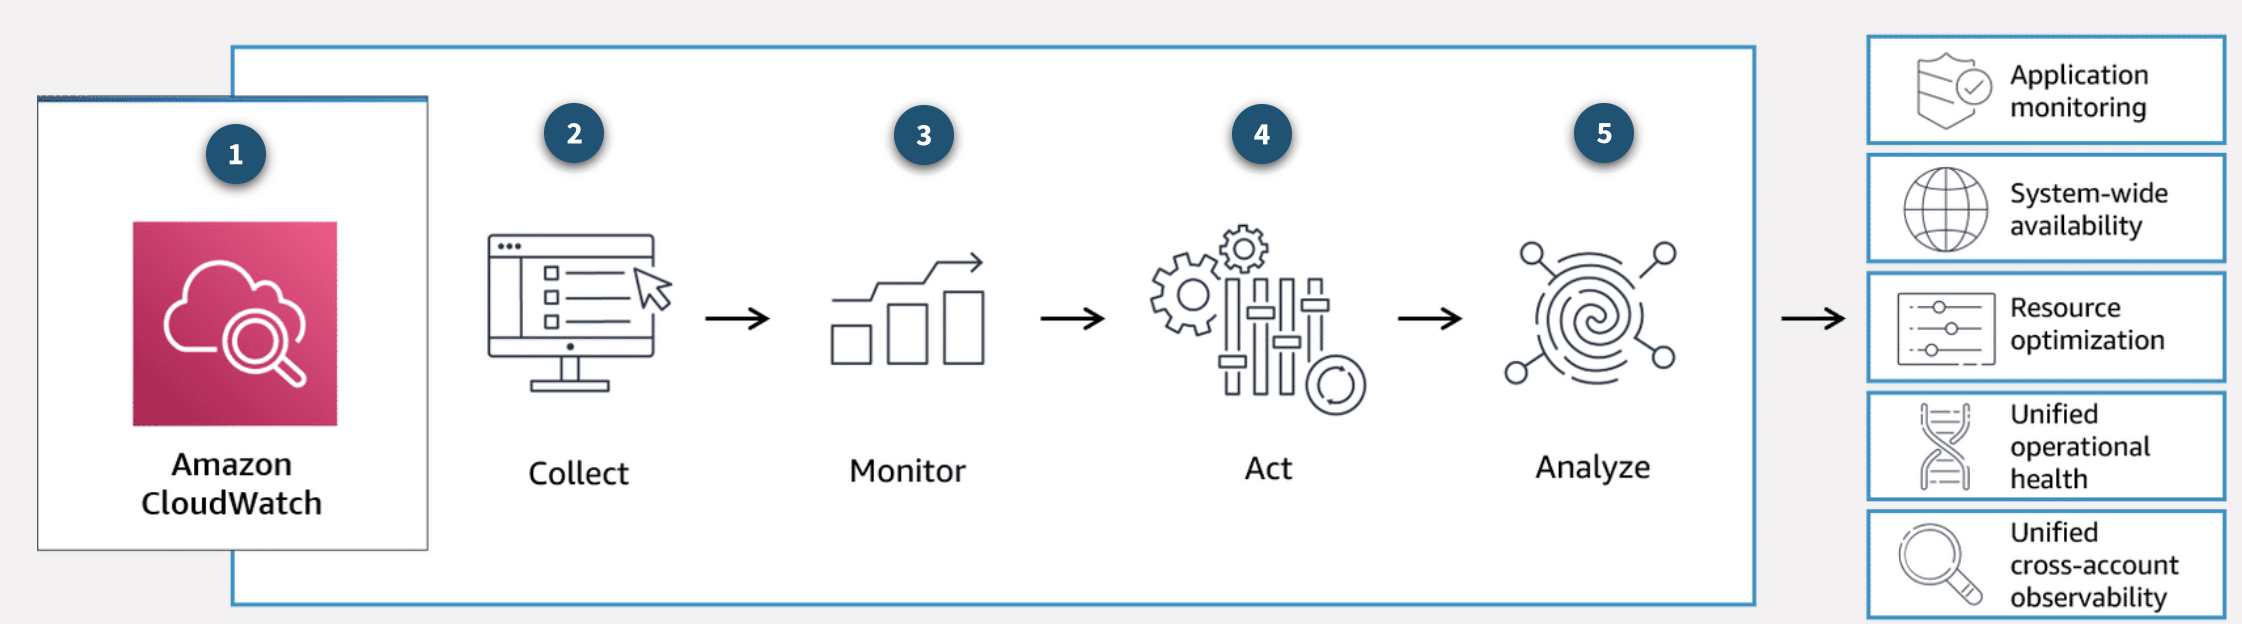 1
Amazon
CloudWatch
2
Collect
3
Monitor
4
Act
5
Analyze
Application
monitoring
System-wide
availability
Resource
optimization
Unified
operational
health
Unified
cross-account
observability